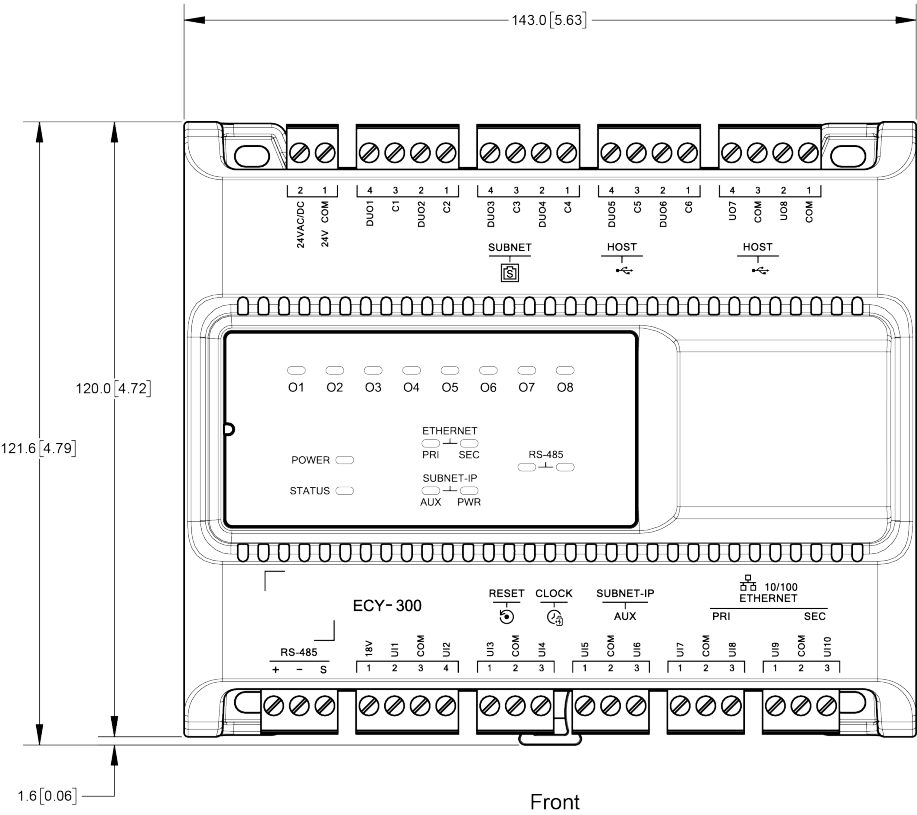 143.0[5.63]
2 1 4 3 2 1 4 3 2 1 4 3 2 1 4 3 2 1
24VAC/DC 24V COM DUO1 C1 DUO2 C2 DUO3 C3 DUO4 C4 DUO5 C5 DUO6 C6 UO7 COM UO8 COM
SUBNET HOST HOST
S
O1 O2 O3 O4 O5 O6 O7 O8
120.0[4.72]
ETHERNET
PRI SEC
121.6[4.79]
POWER
RS-485
SUBNET-IP
STATUS
AUX PWR
10/100
RESET CLOCK SUBNET-IP ETHERNET
ECY-300
AUX PRI SEC
RS-485 18V UI1 COM UI2 UI3 COM UI4 UI5 COM UI6 UI7 COM UI8 UI9 COM UI10
+ − S 1 2 3 4 1 2 3 1 2 3 1 2 3 1 2 3
1.6[0.06]
Front